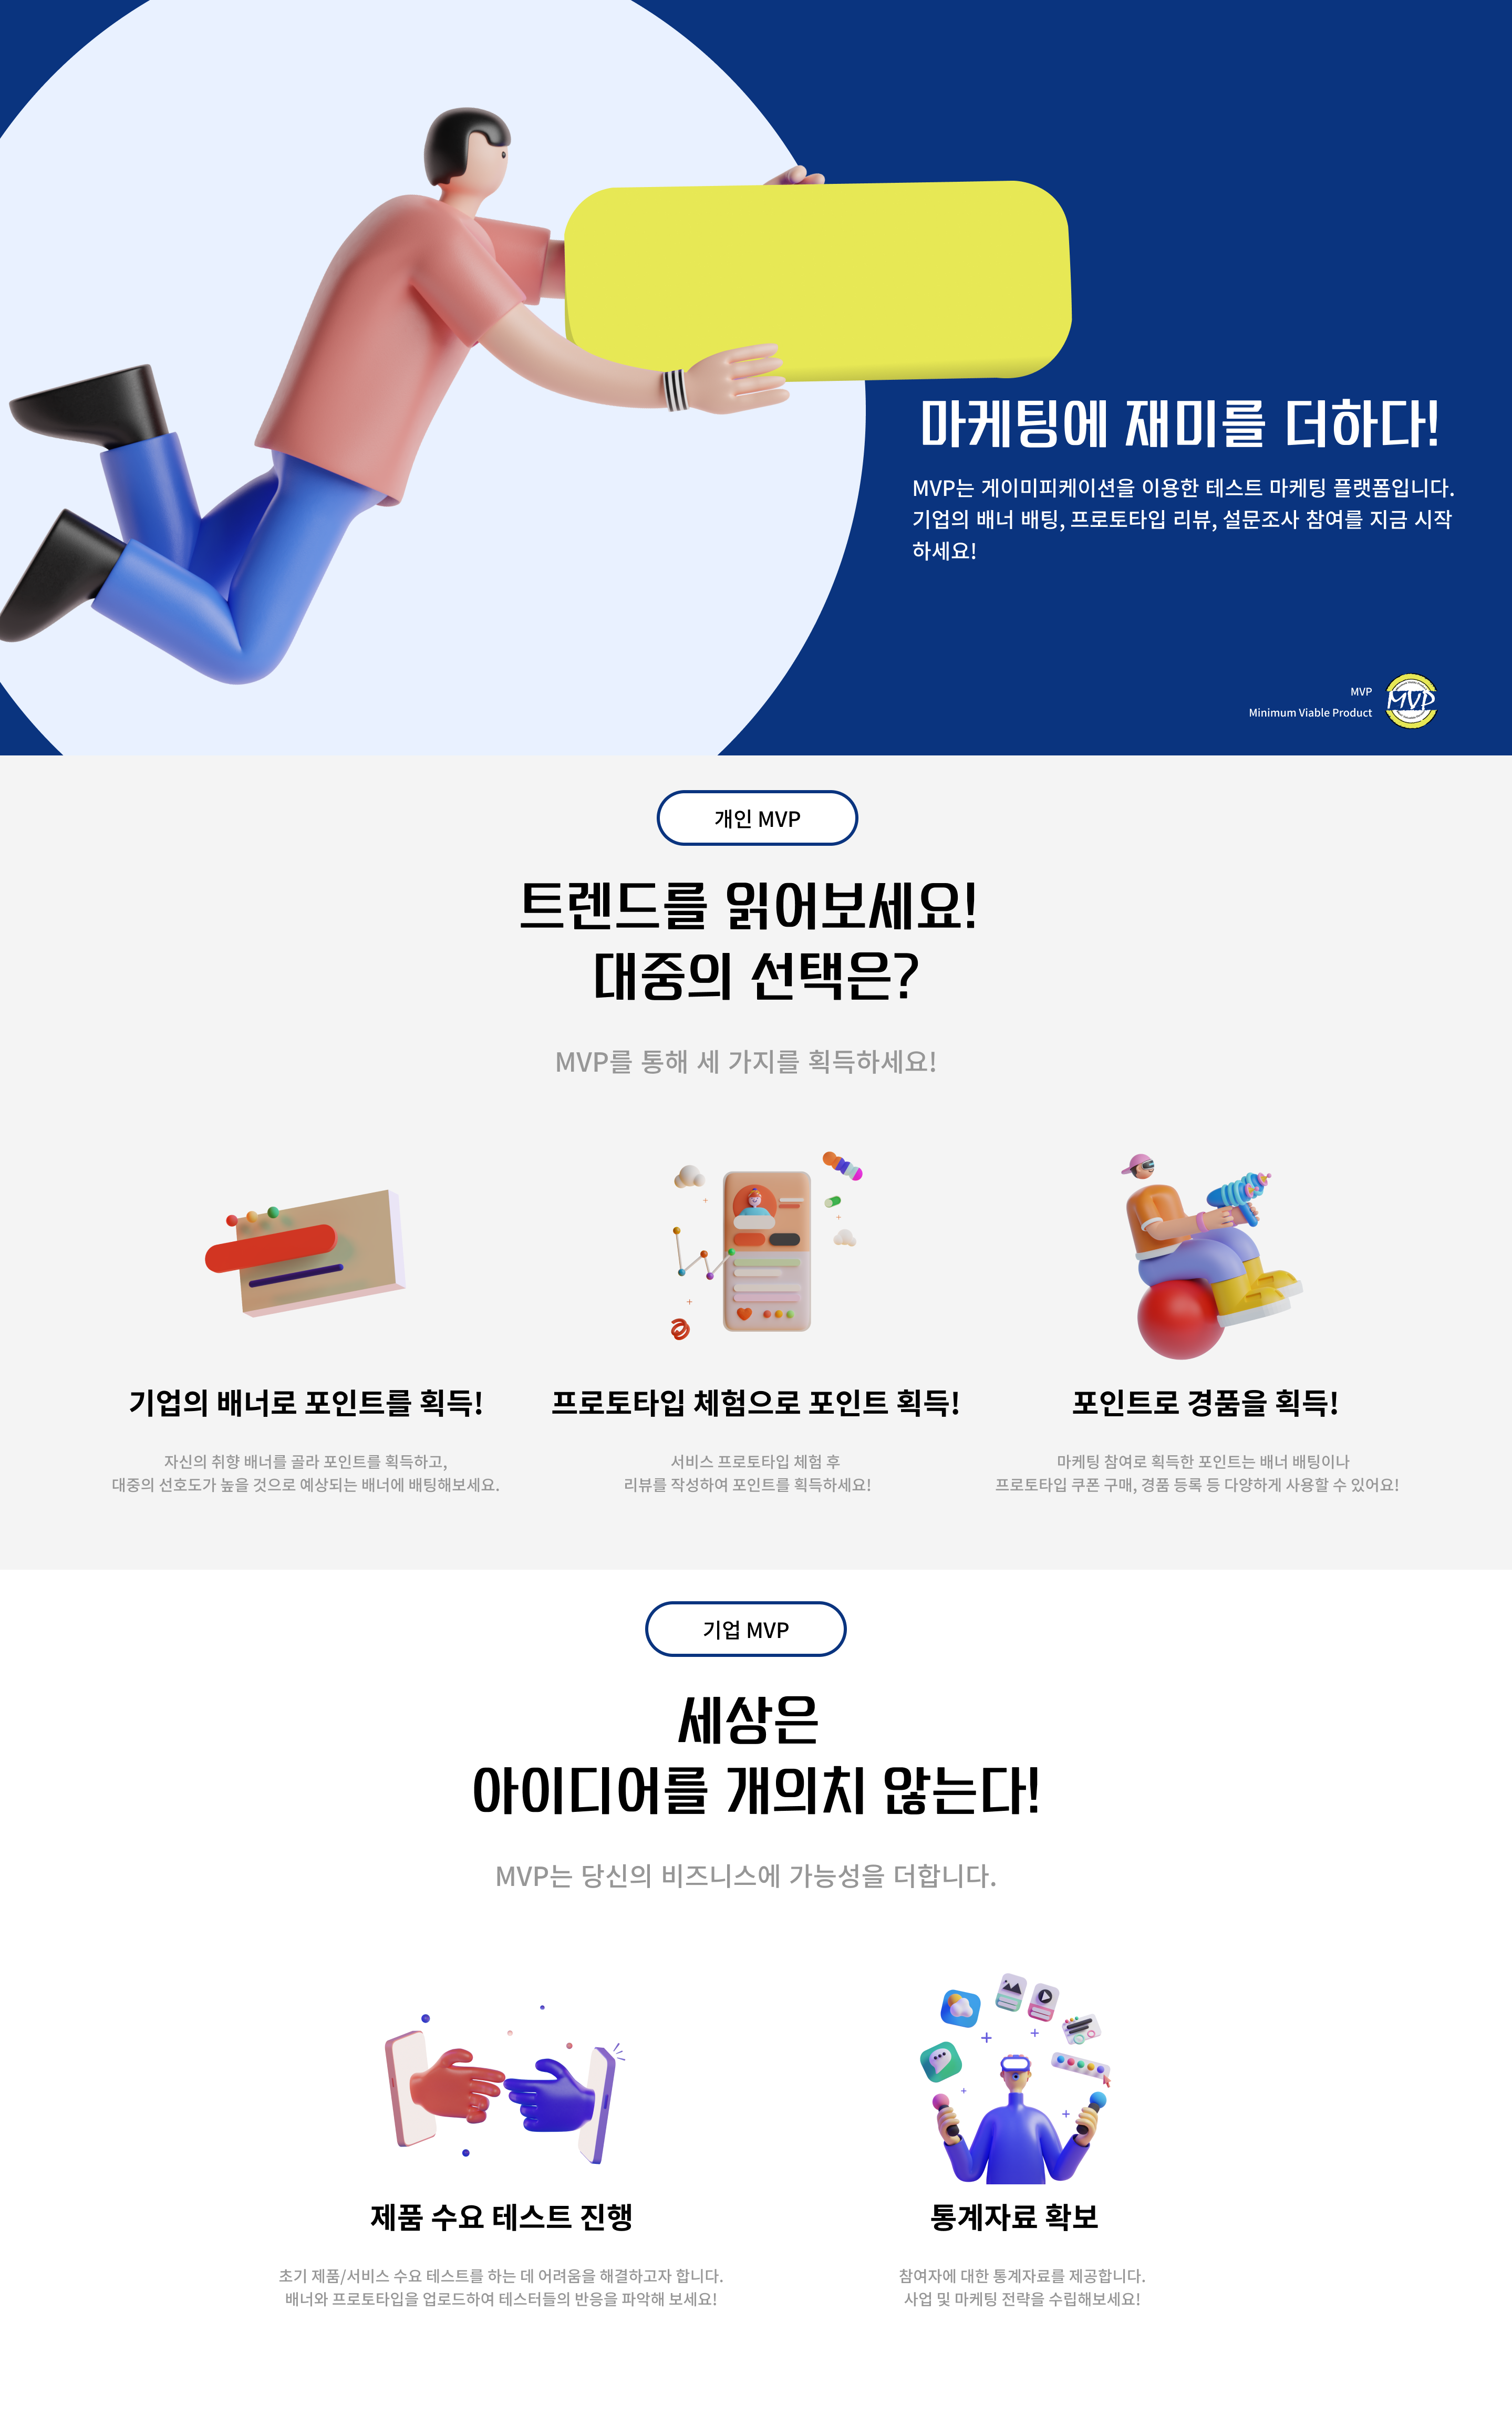 마케팅에 재미를 더하다!
MVP는 게이미피케이션을 이용한 테스트 마케팅 플랫폼입니다.
기업의 배너 배팅, 프로토타입 리뷰, 설문조사 참여를 지금 시작
하세요!
MVP
Minimum Viable Product
MVP
개인 MVP
트렌드를 읽어보세요!
대중의 선택은?
MVP를 통해 세 가지를 획득하세요!
기업의 배너로 포인트를 획득!
자신의 취향 배너를 골라 포인트를 획득하고,
대중의 선호도가 높을 것으로 예상되는 배너에 배팅해보세요.
프로토타입 체험으로 포인트 획득!
서비스 프로토타입 체험 후
리뷰를 작성하여 포인트를 획득하세요!
포인트로 경품을 획득!
마케팅 참여로 획득한 포인트는 배너 배팅이나
프로토타입 쿠폰 구매, 경품 등록 등 다양하게 사용할 수 있어요!
기업 MVP
세상은
아이디어를 개의치 않는다!
MVP는 당신의 비즈니스에 가능성을 더합니다.
제품 수요 테스트 진행
초기 제품/서비스 수요 테스트를 하는 데 어려움을 해결하고자 합니다.
배너와 프로토타입을 업로드하여 테스터들의 반응을 파악해 보세요!
통계자료 확보
참여자에 대한 통계자료를 제공합니다.
사업 및 마케팅 전략을 수립해보세요!